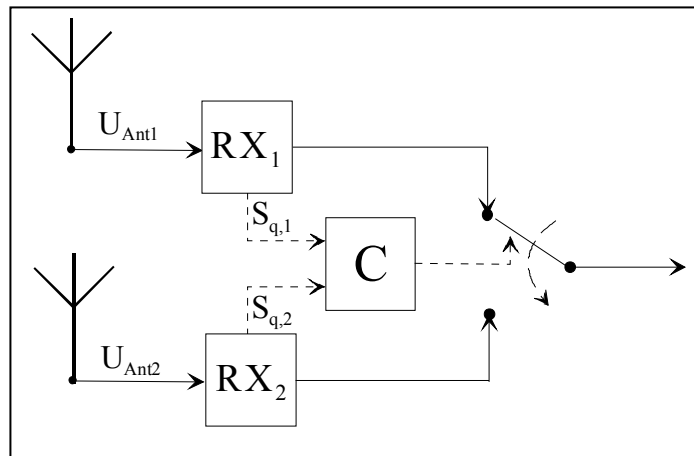 U_Ant1
RX_1
S_q,1
C
S_q,2
U_Ant2
RX_2